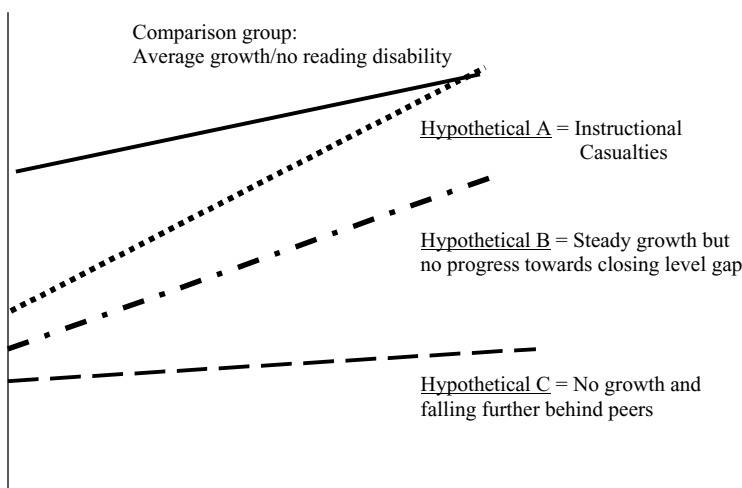 Comparison group:
Average growth/no reading disability
Hypothetical A = Instructional
Casualties
Hypothetical B = Steady growth but
no progress towards closing level gap
Hypothetical C = No growth and
falling further behind peers